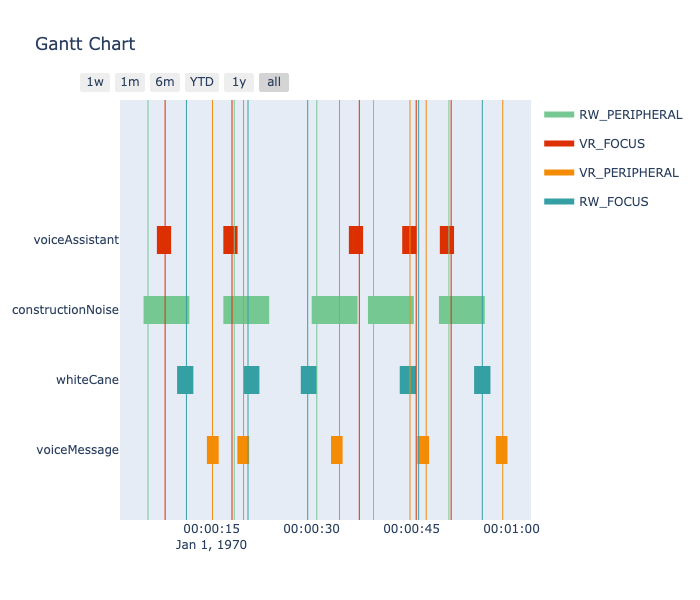 Gantt Chart
1w 1m 6m YTD 1y all
RW_PERIPHERAL
VR_FOCUS
VR_PERIPHERAL
RW_FOCUS
voiceAssistant
constructionNoise
whiteCane
voiceMessage
00:00:15 00:00:30 00:00:45 00:01:00
Jan 1, 1970